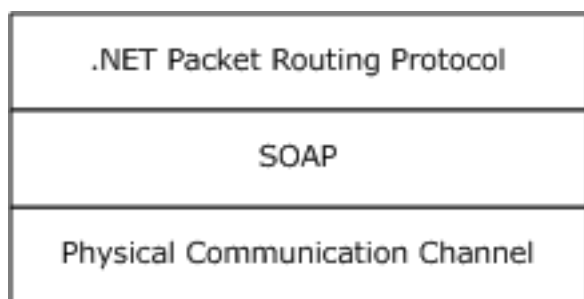 .NET Packet Routing Protocol
SOAP
Physical Communication Channel